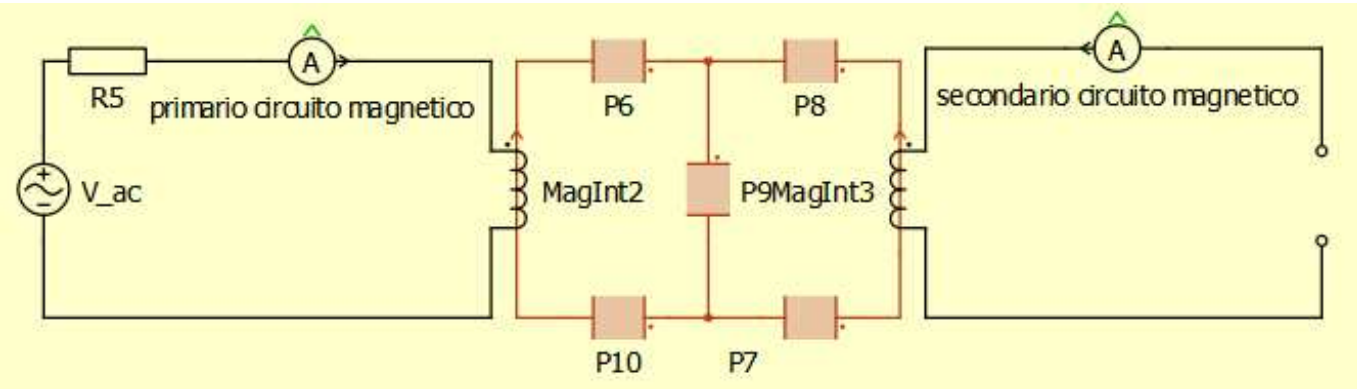 A
A
R5
primario circuito magnetico
P6
P8
secondario circuito magnetico
V_ac
MagInt2
P9MagInt3
P10
P7